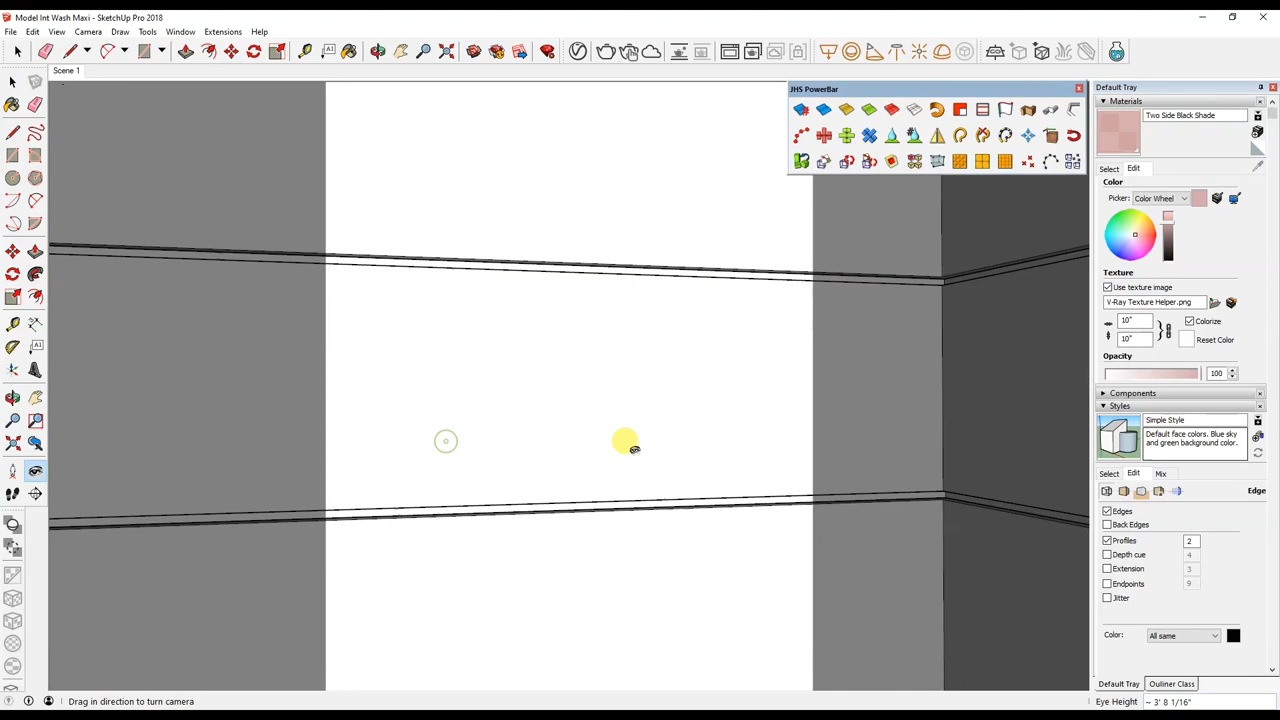 Model Int Wash Maxi - SketchUp Pro 2018
File Edit View Camera Draw Tools Window Extensions Help
Scene 1
JHS PowerBar
Default Tray
Materials
Two Side Black Shade
Select Edit
Color
Picker: Color Wheel
Texture
Use texture image
V-Ray Texture Helper.png
10" Colorize
10" Reset Color
Opacity
100
Components
Styles
Simple Style
Default face colors. Blue sky and green background color.
Select Edit Mix
Edge
Edges
Back Edges
Profiles 2
Depth cue 4
Extension 3
Endpoints 9
Jitter
Color: All same
Default Tray Outliner Class
Drag in direction to turn camera
Eye Height ~ 3' 8 1/16"